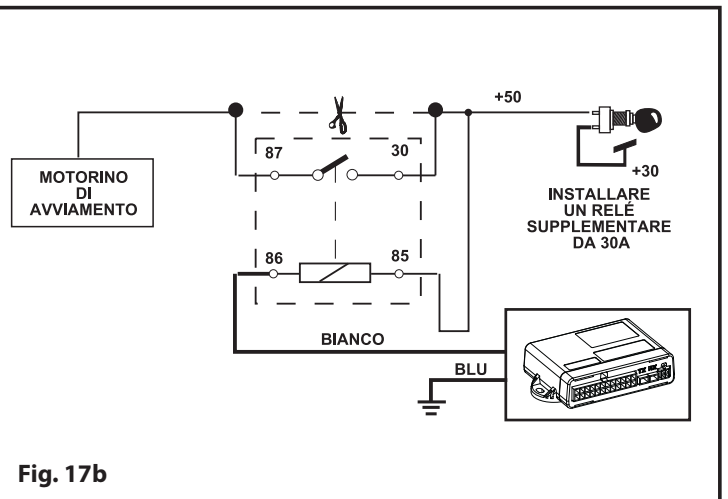 +50
87
30
+30
MOTORINO
DI
AVVIAMENTO
INSTALLARE
UN RELÉ
SUPPLEMENTARE
DA 30A
86
85
BIANCO
BLU
Fig. 17b